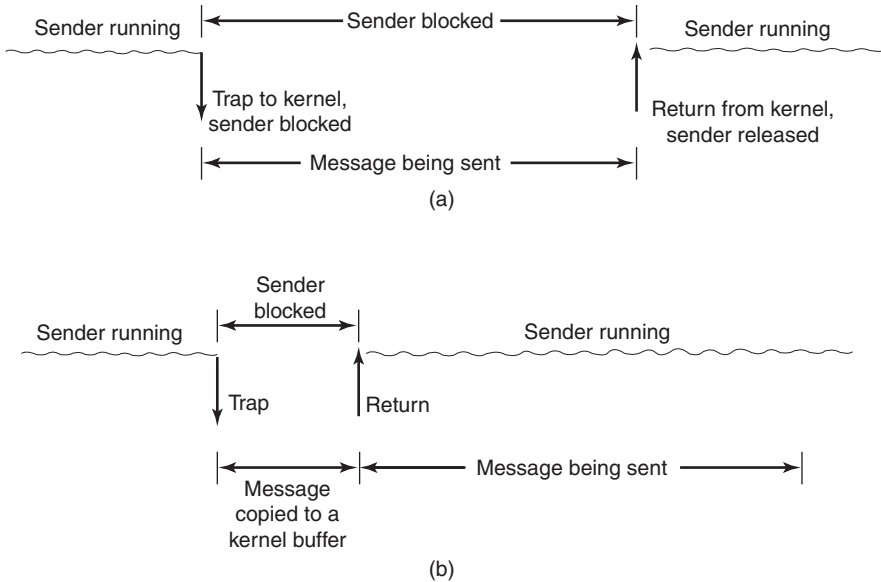 Sender running
Sender blocked
Sender running
Trap to kernel,
sender blocked
Return from kernel,
sender released
Message being sent
(a)
Sender
blocked
Sender running
Sender running
Trap
Return
Message being sent
Message
copied to a
kernel buffer
(b)